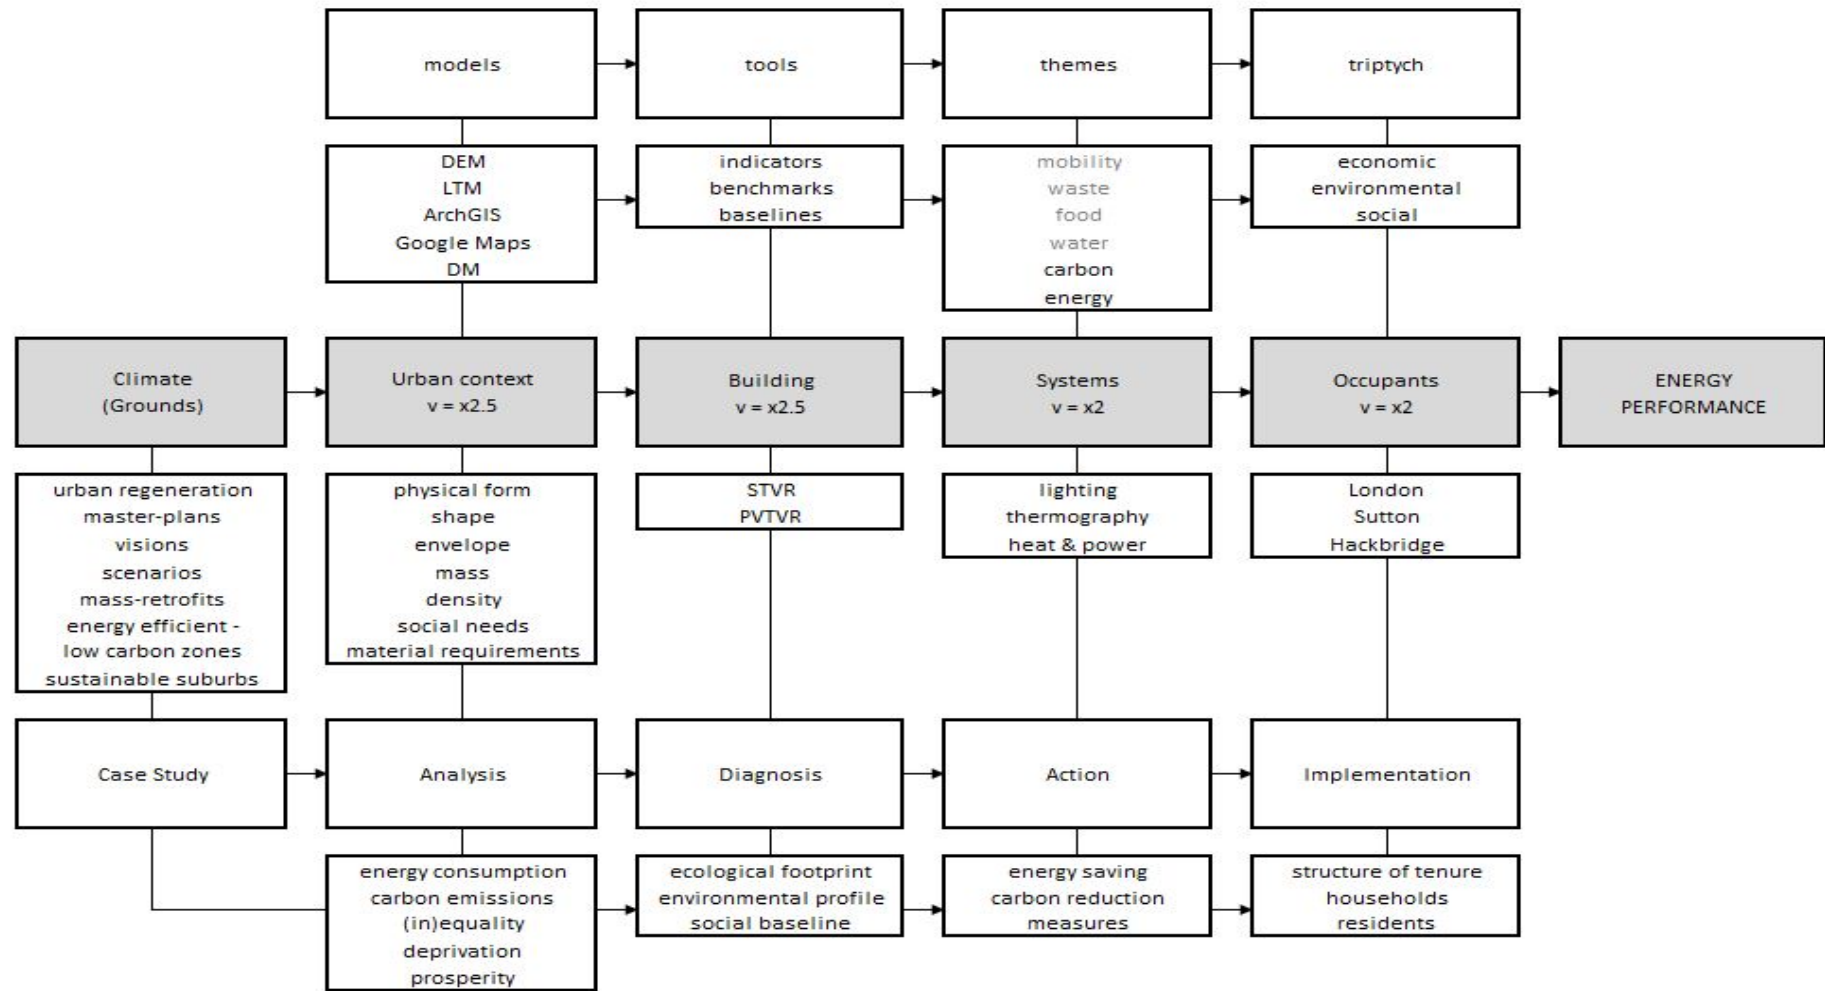 models
tools
themes
triptych
DEM
LTM
ArchGIS
Google Maps
DM
indicators
benchmarks
baselines
mobility
waste
food
water
carbon
energy
economic
environmental
social
Climate
(Grounds)
Urban context
v = x2.5
Building
v = x2.5
Systems
v = x2
Occupants
v = x2
ENERGY
PERFORMANCE
urban regeneration
master-plans
visions
scenarios
mass-retrofits
energy efficient -
low carbon zones
sustainable suburbs
physical form
shape
envelope
mass
density
social needs
material requirements
STVR
PVTVR
lighting
thermography
heat & power
London
Sutton
Hackbridge
Case Study
Analysis
Diagnosis
Action
Implementation
energy consumption
carbon emissions
(in)equality
deprivation
prosperity
ecological footprint
environmental profile
social baseline
energy saving
carbon reduction
measures
structure of tenure
households
residents